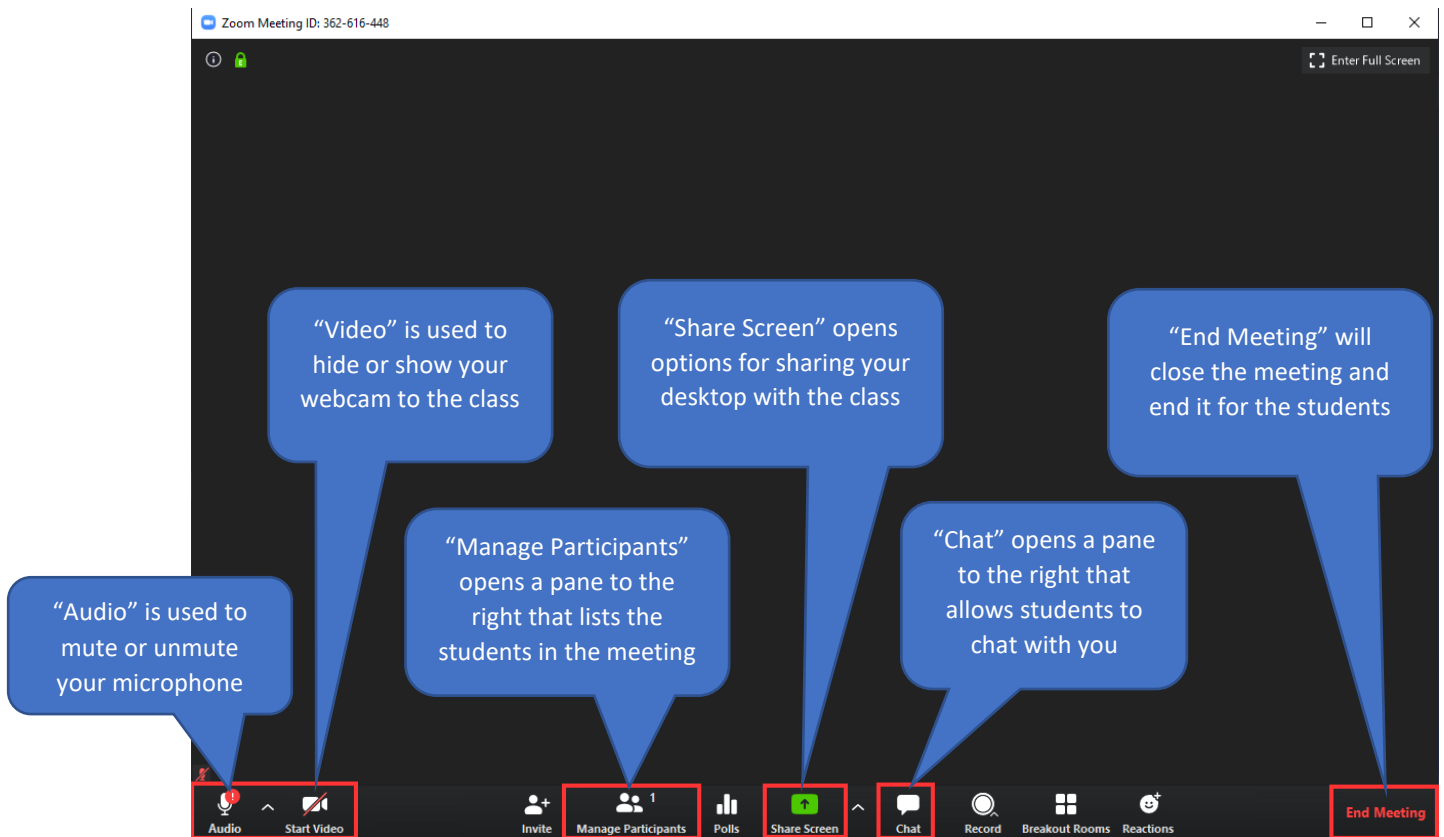 Zoom Meeting ID: 362-616-448
Enter Full Screen
“Video” is used to
hide or show your
webcam to the class
“Share Screen” opens
options for sharing your
desktop with the class
“End Meeting” will
close the meeting and
end it for the students
“Manage Participants”
opens a pane to the
right that lists the
students in the meeting
“Chat” opens a pane
to the right that
allows students to
chat with you
“Audio” is used to
mute or unmute
your microphone
Audio
Start Video
Invite
1
Manage Participants
Polls
Share Screen
Chat
Record
Breakout Rooms
Reactions
End Meeting